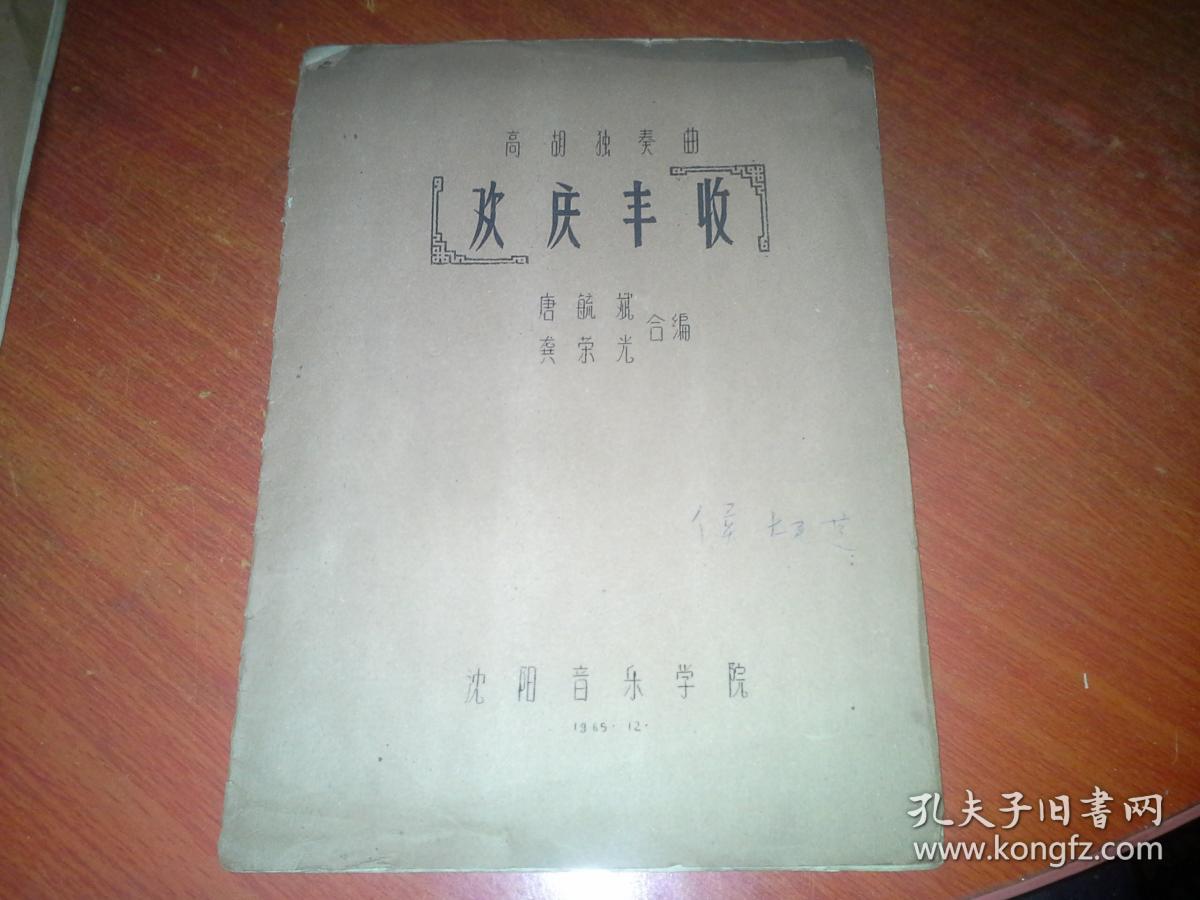 高胡独奏曲
欢庆丰收
唐毓斌
龚荣光
合编
侯
沈阳音乐学院
1965.12.
孔夫子旧书网
www.kongfz.com